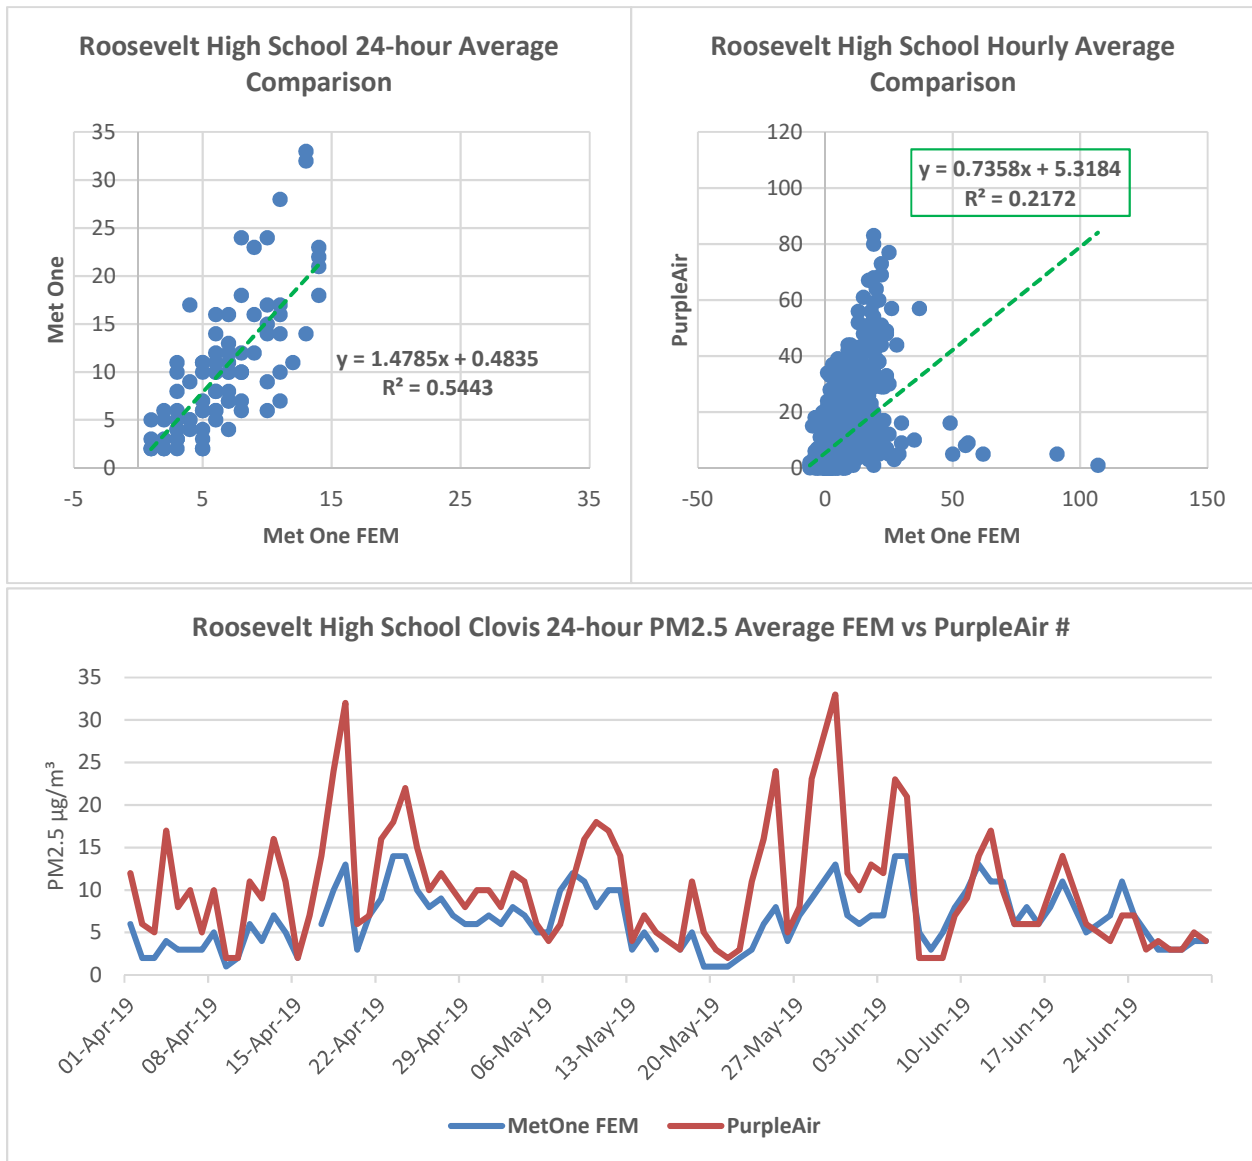 Roosevelt High School 24-hour Average
Comparison
35
30
25
20
15
10
5
0
Met One
y = 1.4785x + 0.4835
R² = 0.5443
-5 5 15 25 35
Met One FEM
Roosevelt High School Hourly Average
Comparison
120
100
80
60
40
20
0
PurpleAir
y = 0.7358x + 5.3184
R² = 0.2172
-50 0 50 100 150
Met One FEM
Roosevelt High School Clovis 24-hour PM2.5 Average FEM vs PurpleAir #
35
30
25
20
15
10
5
0
PM2.5 µg/m³
01-Apr-19
08-Apr-19
15-Apr-19
22-Apr-19
29-Apr-19
06-May-19
13-May-19
20-May-19
27-May-19
03-Jun-19
10-Jun-19
17-Jun-19
24-Jun-19
MetOne FEM PurpleAir